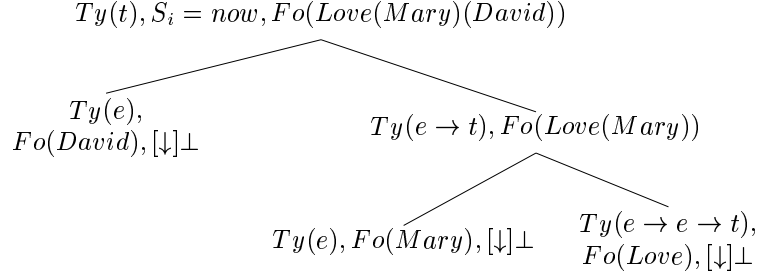 Ty(t), Sᵢ = now, Fo(Love(Mary)(David))
Ty(e),
Fo(David), [↓]⊥
Ty(e → t), Fo(Love(Mary))
Ty(e), Fo(Mary), [↓]⊥
Ty(e → e → t),
Fo(Love), [↓]⊥